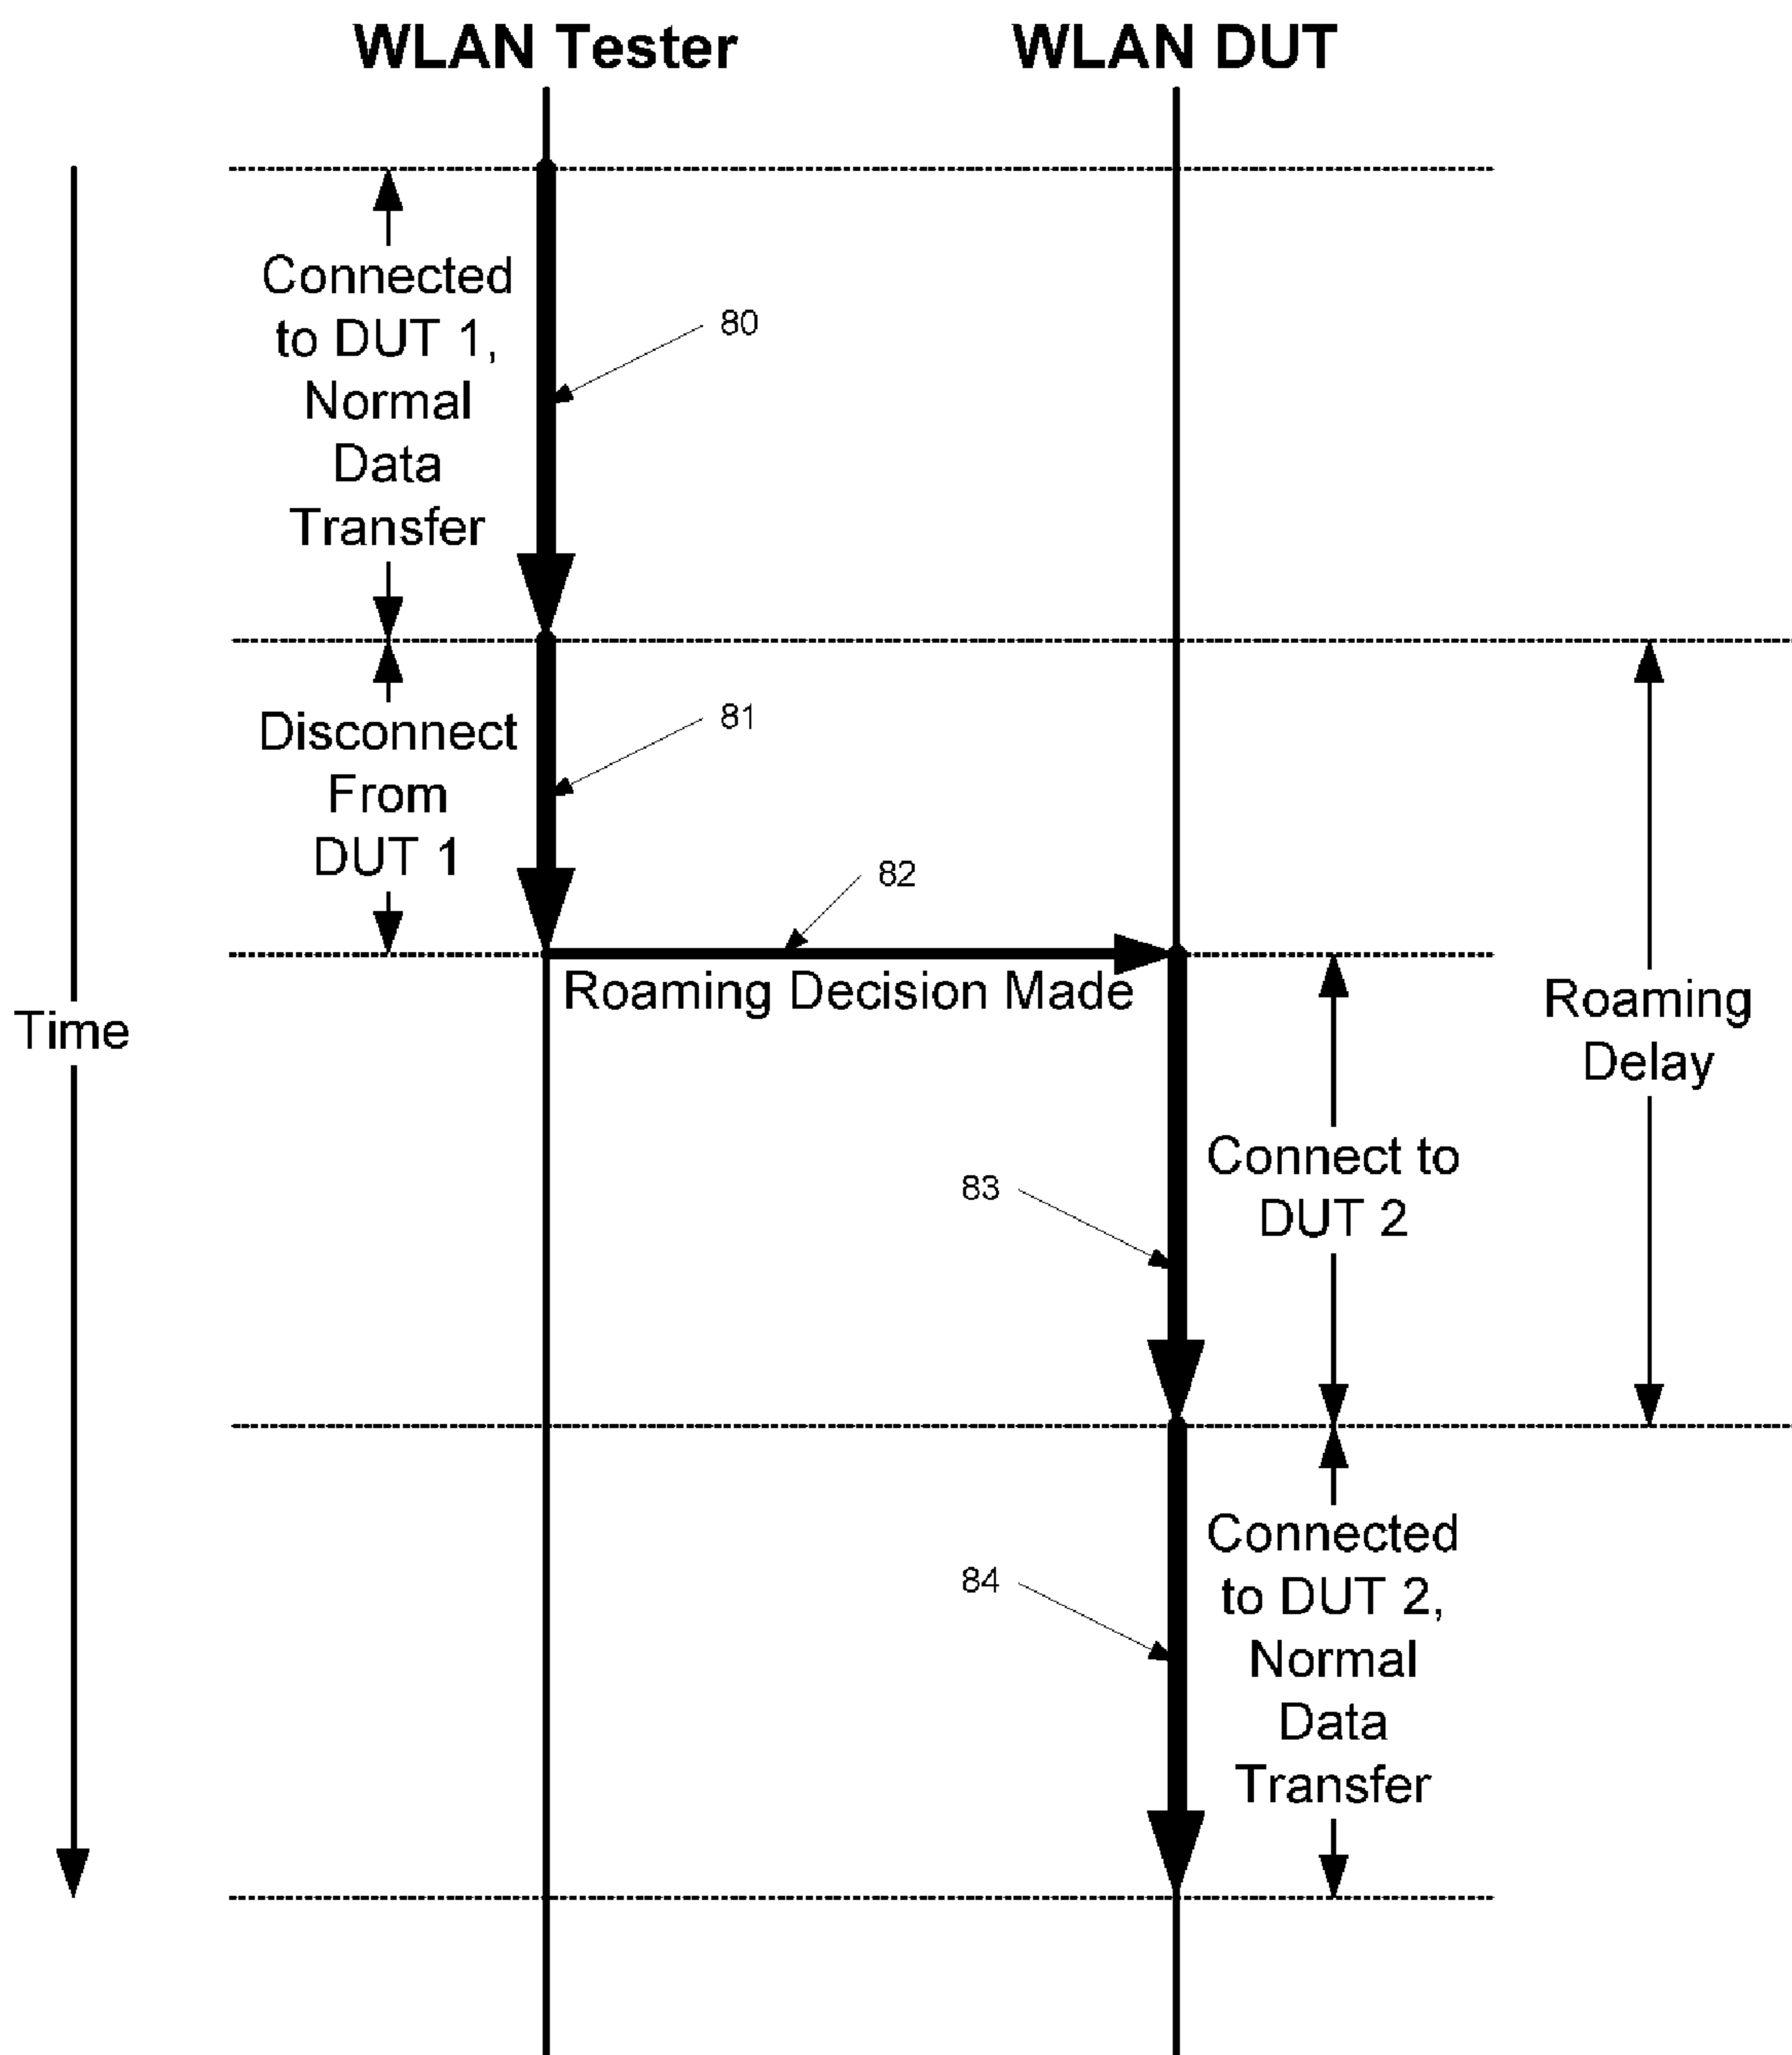 WLAN Tester
WLAN DUT
Connected
to DUT 1,
Normal
Data
Transfer
80
Disconnect
From
DUT 1
81
82
Roaming Decision Made
Time
Roaming
Delay
Connect to
DUT 2
83
Connected
to DUT 2,
Normal
Data
Transfer
84